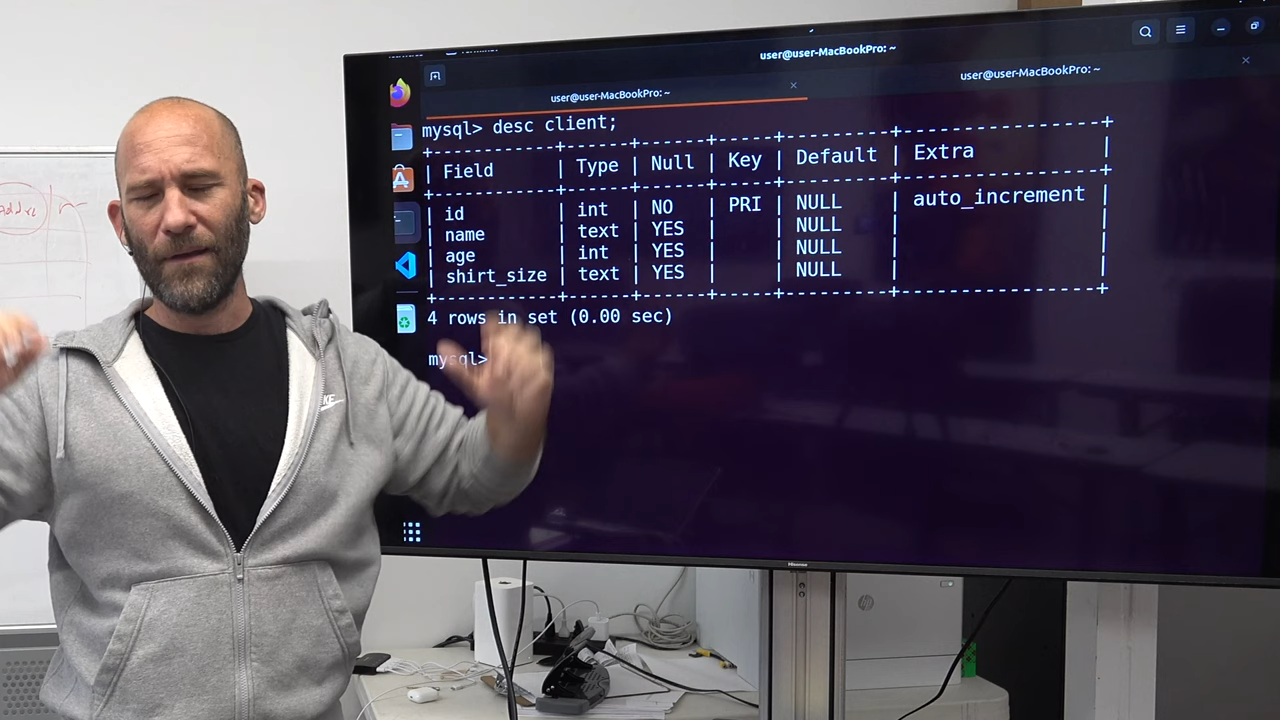 user@user-MacBookPro: ~
user@user-MacBookPro: ~
user@user-MacBookPro: ~
mysql> desc client;
+------------+------+------+-----+---------+----------------+
| Field | Type | Null | Key | Default | Extra |
+------------+------+------+-----+---------+----------------+
| id | int | NO | PRI | NULL | auto_increment |
| name | text | YES | | NULL | |
| age | int | YES | | NULL | |
| shirt_size | text | YES | | NULL | |
+------------+------+------+-----+---------+----------------+
4 rows in set (0.00 sec)
mysql>
Hisense
hp